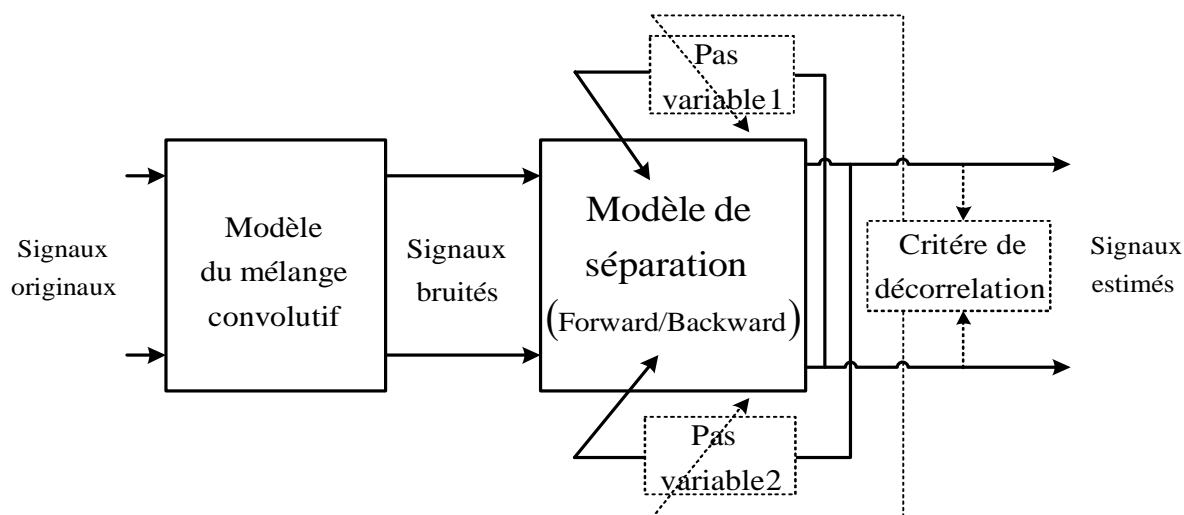 Pas
variable1
Signaux
originaux
Modèle
du mélange
convolutif
Signaux
bruités
Modèle de
séparation
(Forward/Backward)
Critére de
décorrelation
Signaux
estimés
Pas
variable2